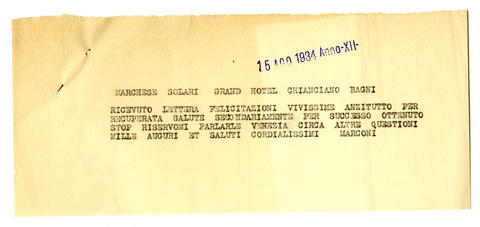 15 AGO 1934 Anno-XII-
MARCHESE SOLARI GRAND HOTEL CHIANCIANO BAGNI
RICEVUTO LETTERA FELICITAZIONI VIVISSIME ANZITUTTO PER
RECUPERATA SALUTE SECONDARIAMENTE PER SUCCESSO OTTENUTO
STOP RISERVOMI PARLARLE VENEZIA CIRCA ALTRE QUESTIONI
MILLE AUGURI ET SALUTI CORDIALISSIMI MARCONI